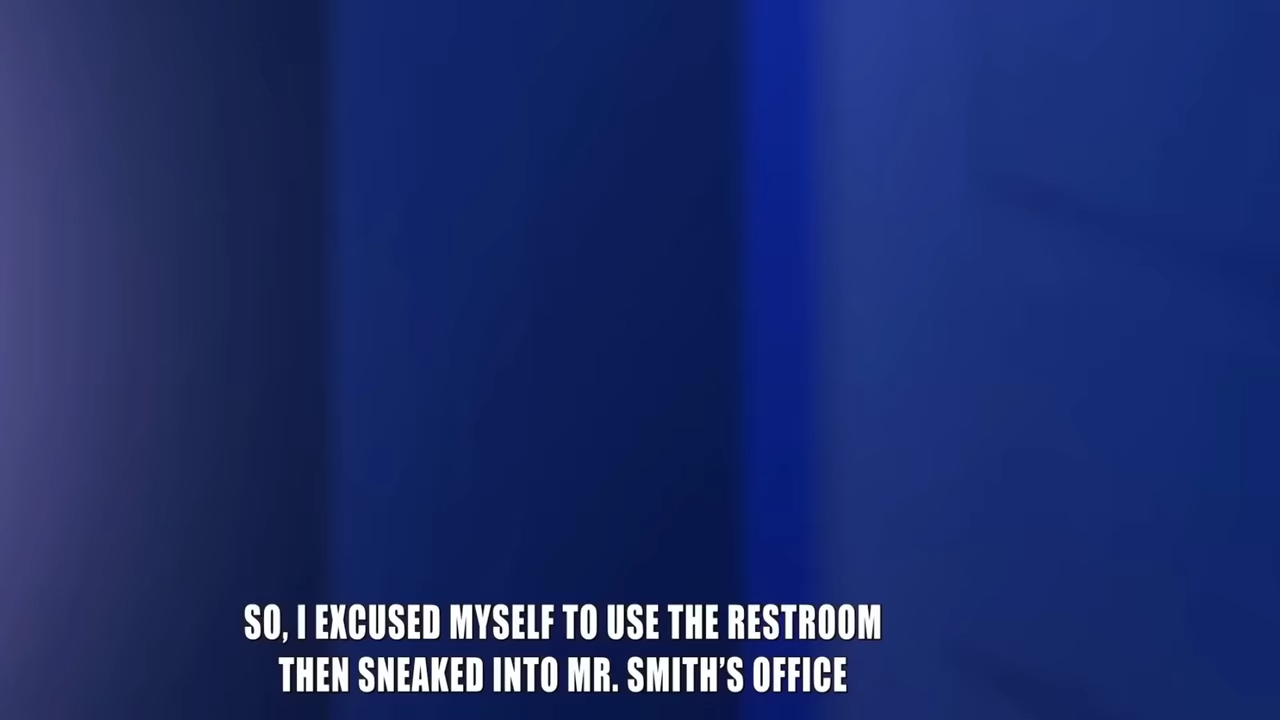 SO, I EXCUSED MYSELF TO USE THE RESTROOM
THEN SNEAKED INTO MR. SMITH’S OFFICE